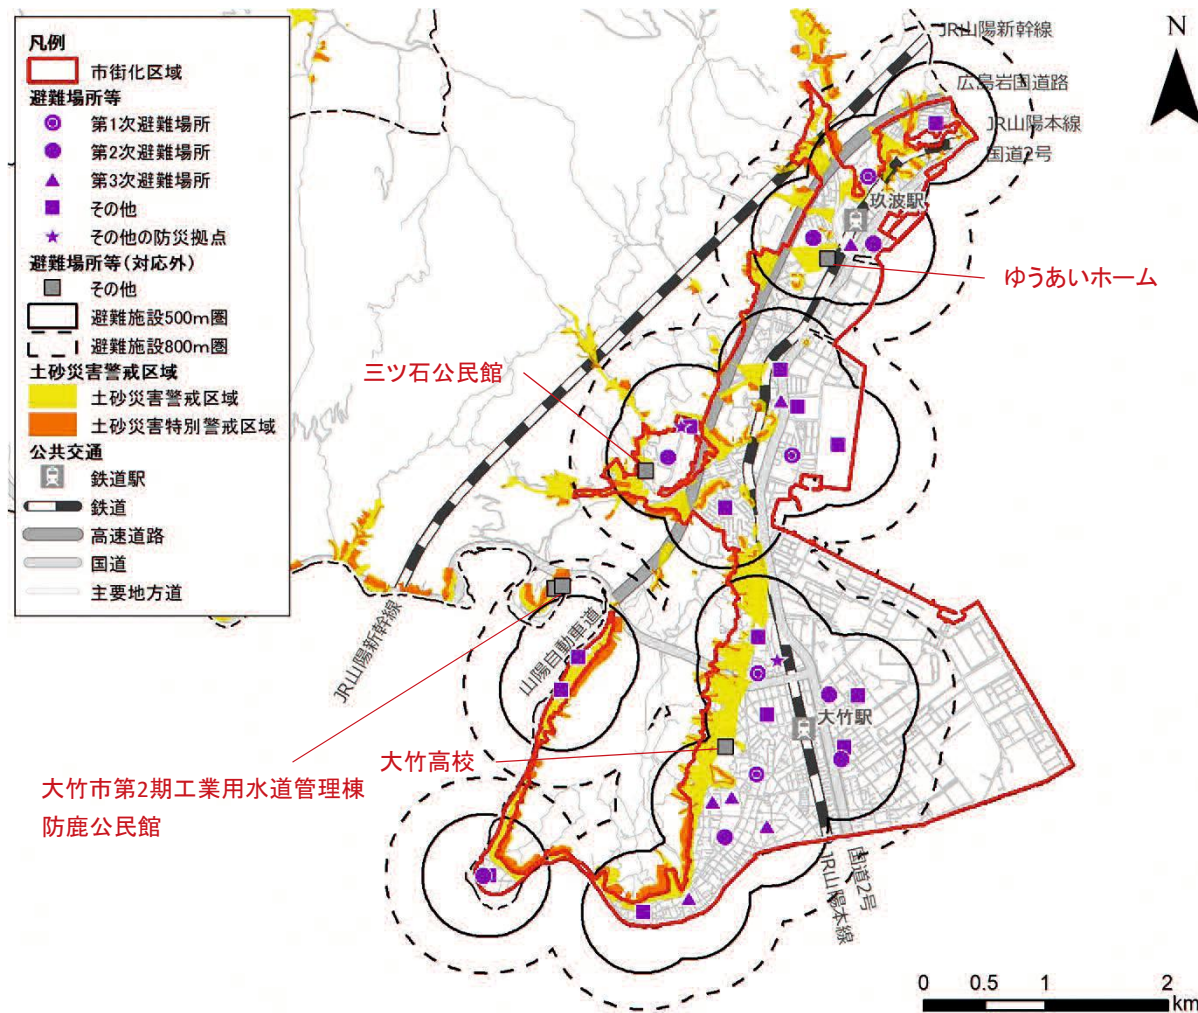 凡例
市街化区域
避難場所等
第1次避難場所
第2次避難場所
第3次避難場所
その他
その他の防災拠点
避難場所等(対応外)
その他
避難施設500m圏
避難施設800m圏
土砂災害警戒区域
土砂災害警戒区域
土砂災害特別警戒区域
公共交通
鉄道駅
鉄道
高速道路
国道
主要地方道
N
JR山陽新幹線
広島岩国道路
JR山陽本線
国道2号
玖波駅
ゆうあいホーム
三ツ石公民館
JR山陽新幹線
山陽自動車道
大竹駅
大竹高校
大竹市第2期工業用水道管理棟
防鹿公民館
国道2号
JR山陽本線
0 0.5 1 2
km